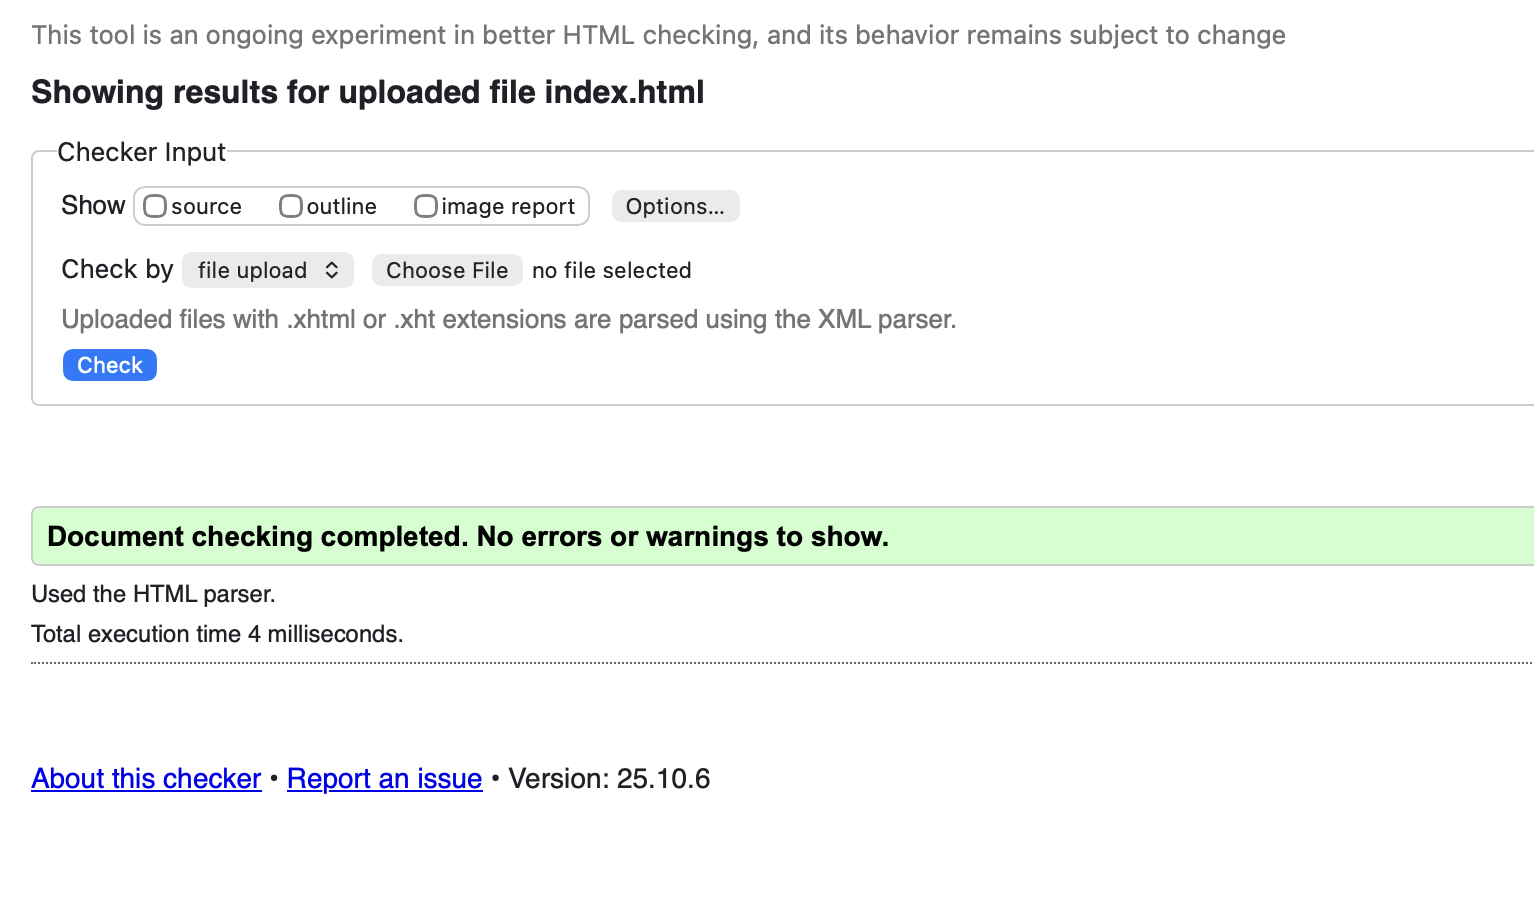 This tool is an ongoing experiment in better HTML checking, and its behavior remains subject to change
Showing results for uploaded file index.html
Checker Input
Show source outline image report Options...
Check by file upload Choose File no file selected
Uploaded files with .xhtml or .xht extensions are parsed using the XML parser.
Check
Document checking completed. No errors or warnings to show.
Used the HTML parser.
Total execution time 4 milliseconds.
About this checker • Report an issue • Version: 25.10.6